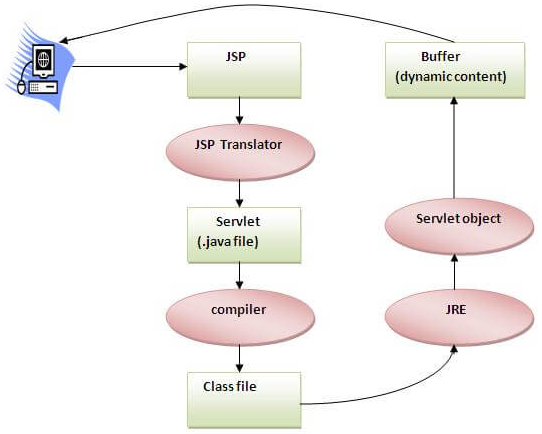 JSP
Buffer
(dynamic content)
JSP Translator
Servlet
(.java file)
Servlet object
compiler
JRE
Class file